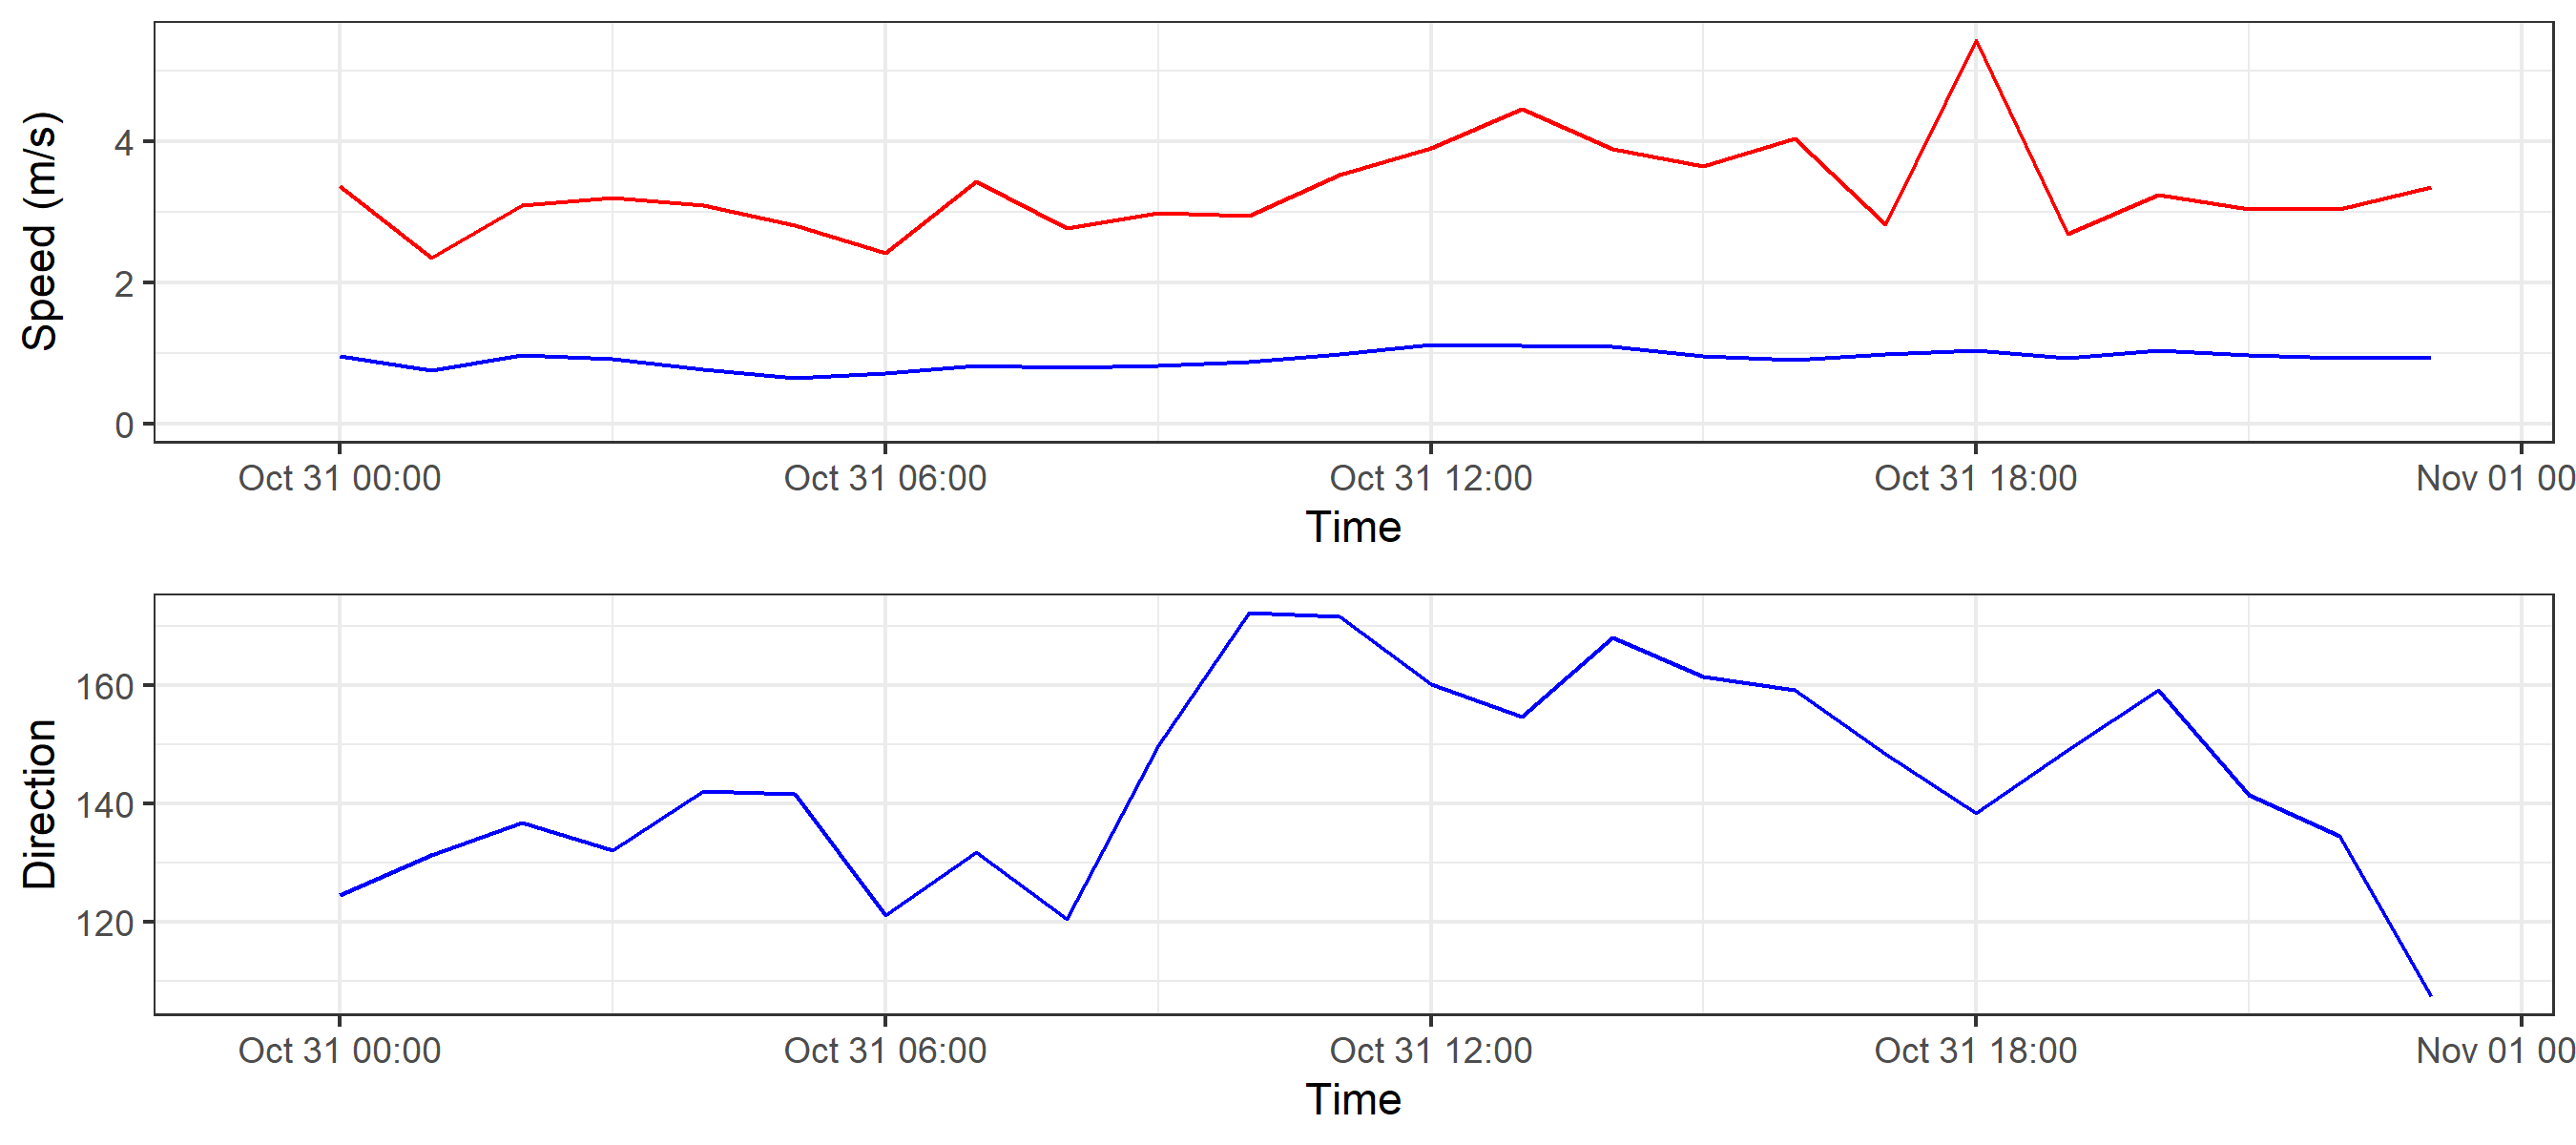 Speed (m/s)
4
2
0
Oct 31 00:00
Oct 31 06:00
Oct 31 12:00
Oct 31 18:00
Nov 01 00
Time
Direction
160
140
120
Oct 31 00:00
Oct 31 06:00
Oct 31 12:00
Oct 31 18:00
Nov 01 00
Time